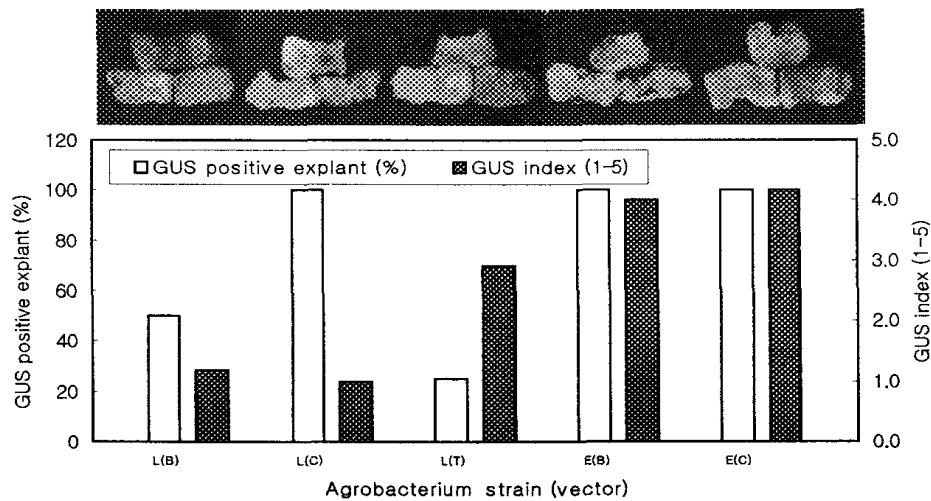 120
100
80
60
40
20
0
GUS positive explant (%)
GUS positive explant (%) GUS index (1-5)
5.0
4.0
3.0
2.0
1.0
0.0
GUS index (1-5)
L(B) L(C) L(T) E(B) E(C)
Agrobacterium strain (vector)